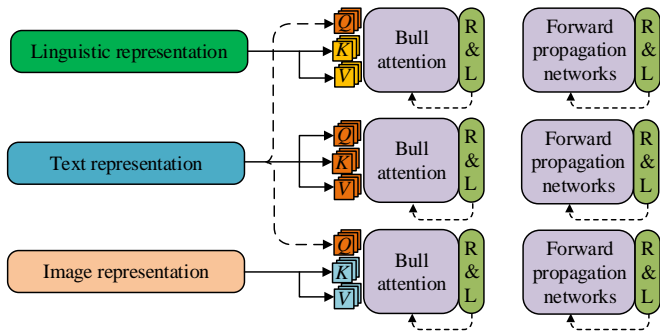 Linguistic representation
Q
K
V
Bull
attention
R
&
L
Forward
propagation
networks
R
&
L
Text representation
Q
K
V
Bull
attention
R
&
L
Forward
propagation
networks
R
&
L
Image representation
Q
K
V
Bull
attention
R
&
L
Forward
propagation
networks
R
&
L